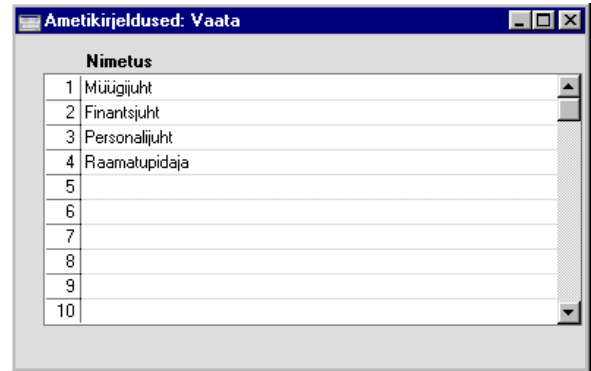 Ametikirjeldused: Vaata
Nimetus
1 Müügijuht
2 Finantsjuht
3 Personalijuht
4 Raamatupidaja
5
6
7
8
9
10